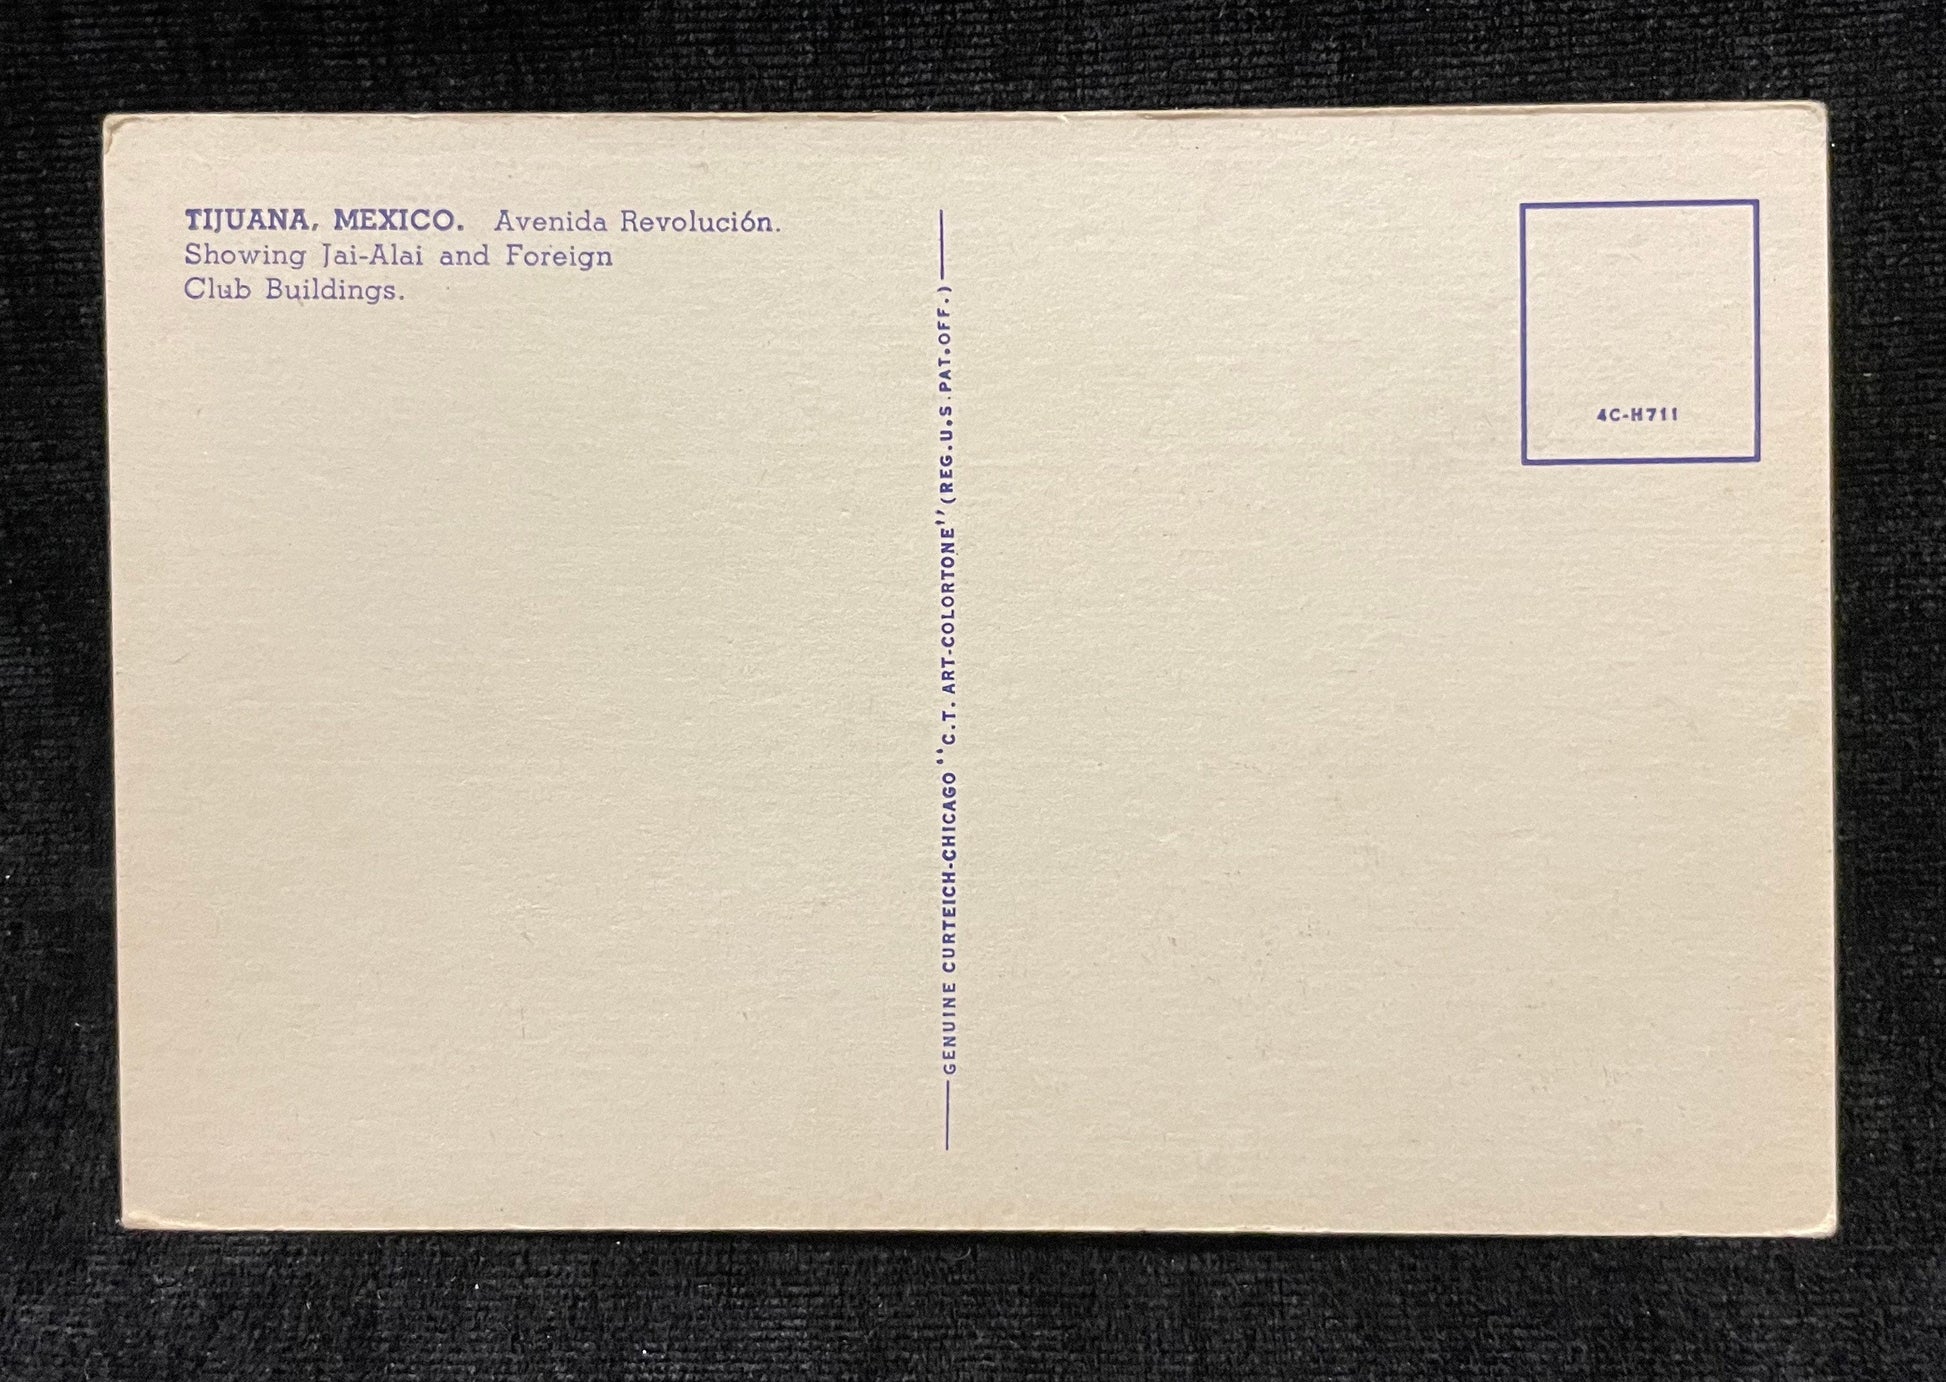 TIJUANA, MEXICO. Avenida Revolución.
Showing Jai-Alai and Foreign
Club Buildings.
GENUINE CURTEICH-CHICAGO "C.T. ART-COLORTONE" (REG. U.S. PAT. OFF.)
4C-H711